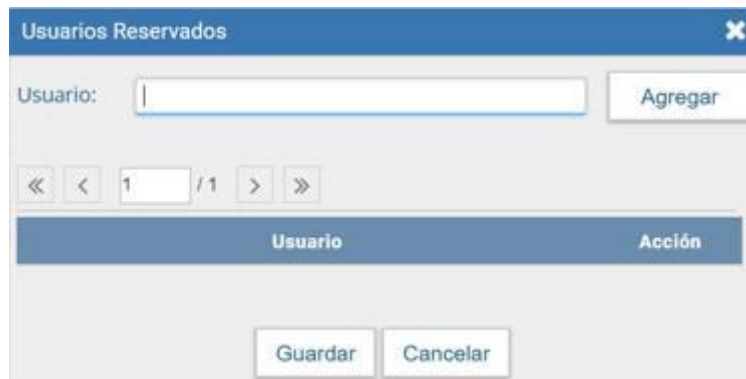 Usuarios Reservados
Usuario: Agregar
1 / 1
Usuario Acción
Guardar Cancelar